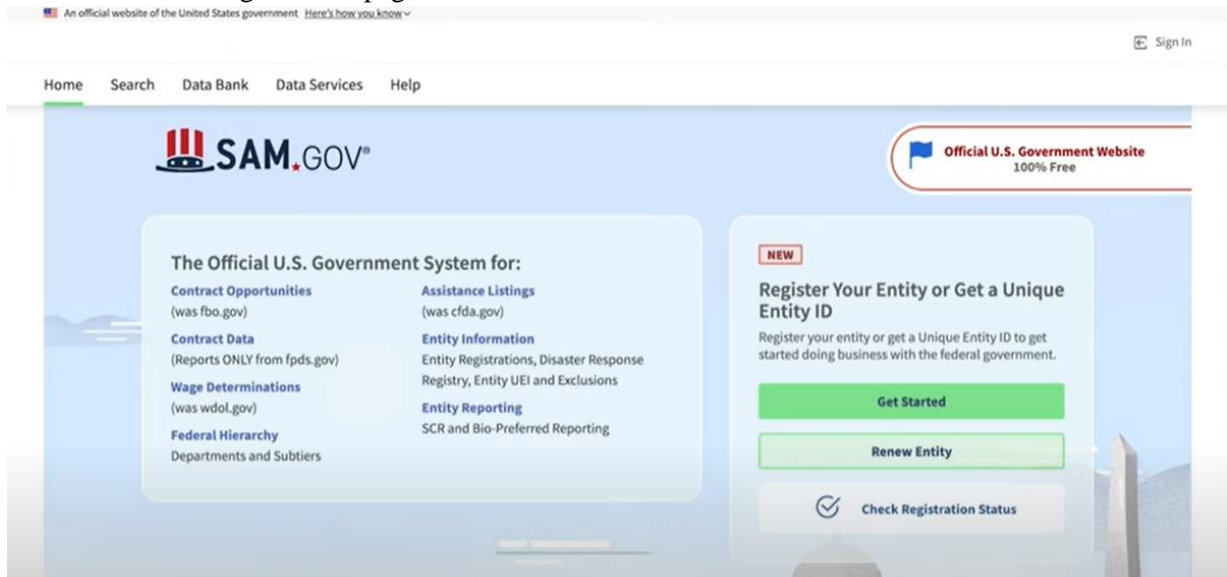 An official website of the United States government Here's how you know
Sign In
Home Search Data Bank Data Services Help
SAM.GOV®
Official U.S. Government Website
100% Free
The Official U.S. Government System for:
Contract Opportunities
(was fbo.gov)
Contract Data
(Reports ONLY from fpds.gov)
Wage Determinations
(was wdol.gov)
Federal Hierarchy
Departments and Subtiers
Assistance Listings
(was cfda.gov)
Entity Information
Entity Registrations, Disaster Response
Registry, Entity UEI and Exclusions
Entity Reporting
SCR and Bio-Preferred Reporting
NEW
Register Your Entity or Get a Unique
Entity ID
Register your entity or get a Unique Entity ID to get
started doing business with the federal government.
Get Started
Renew Entity
Check Registration Status